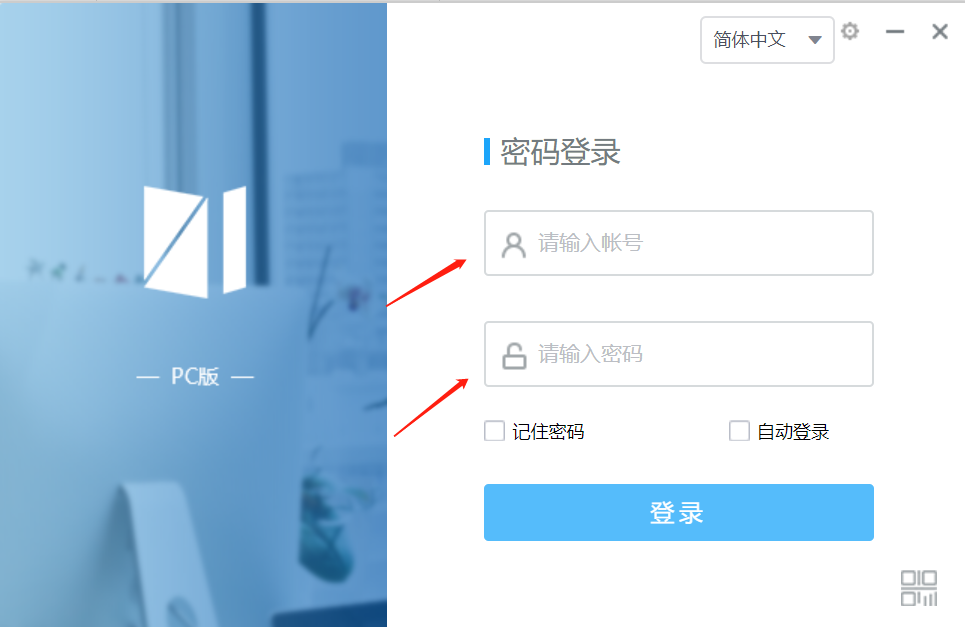 简体中文
密码登录
请输入帐号
— PC版 —
请输入密码
记住密码
自动登录
登录